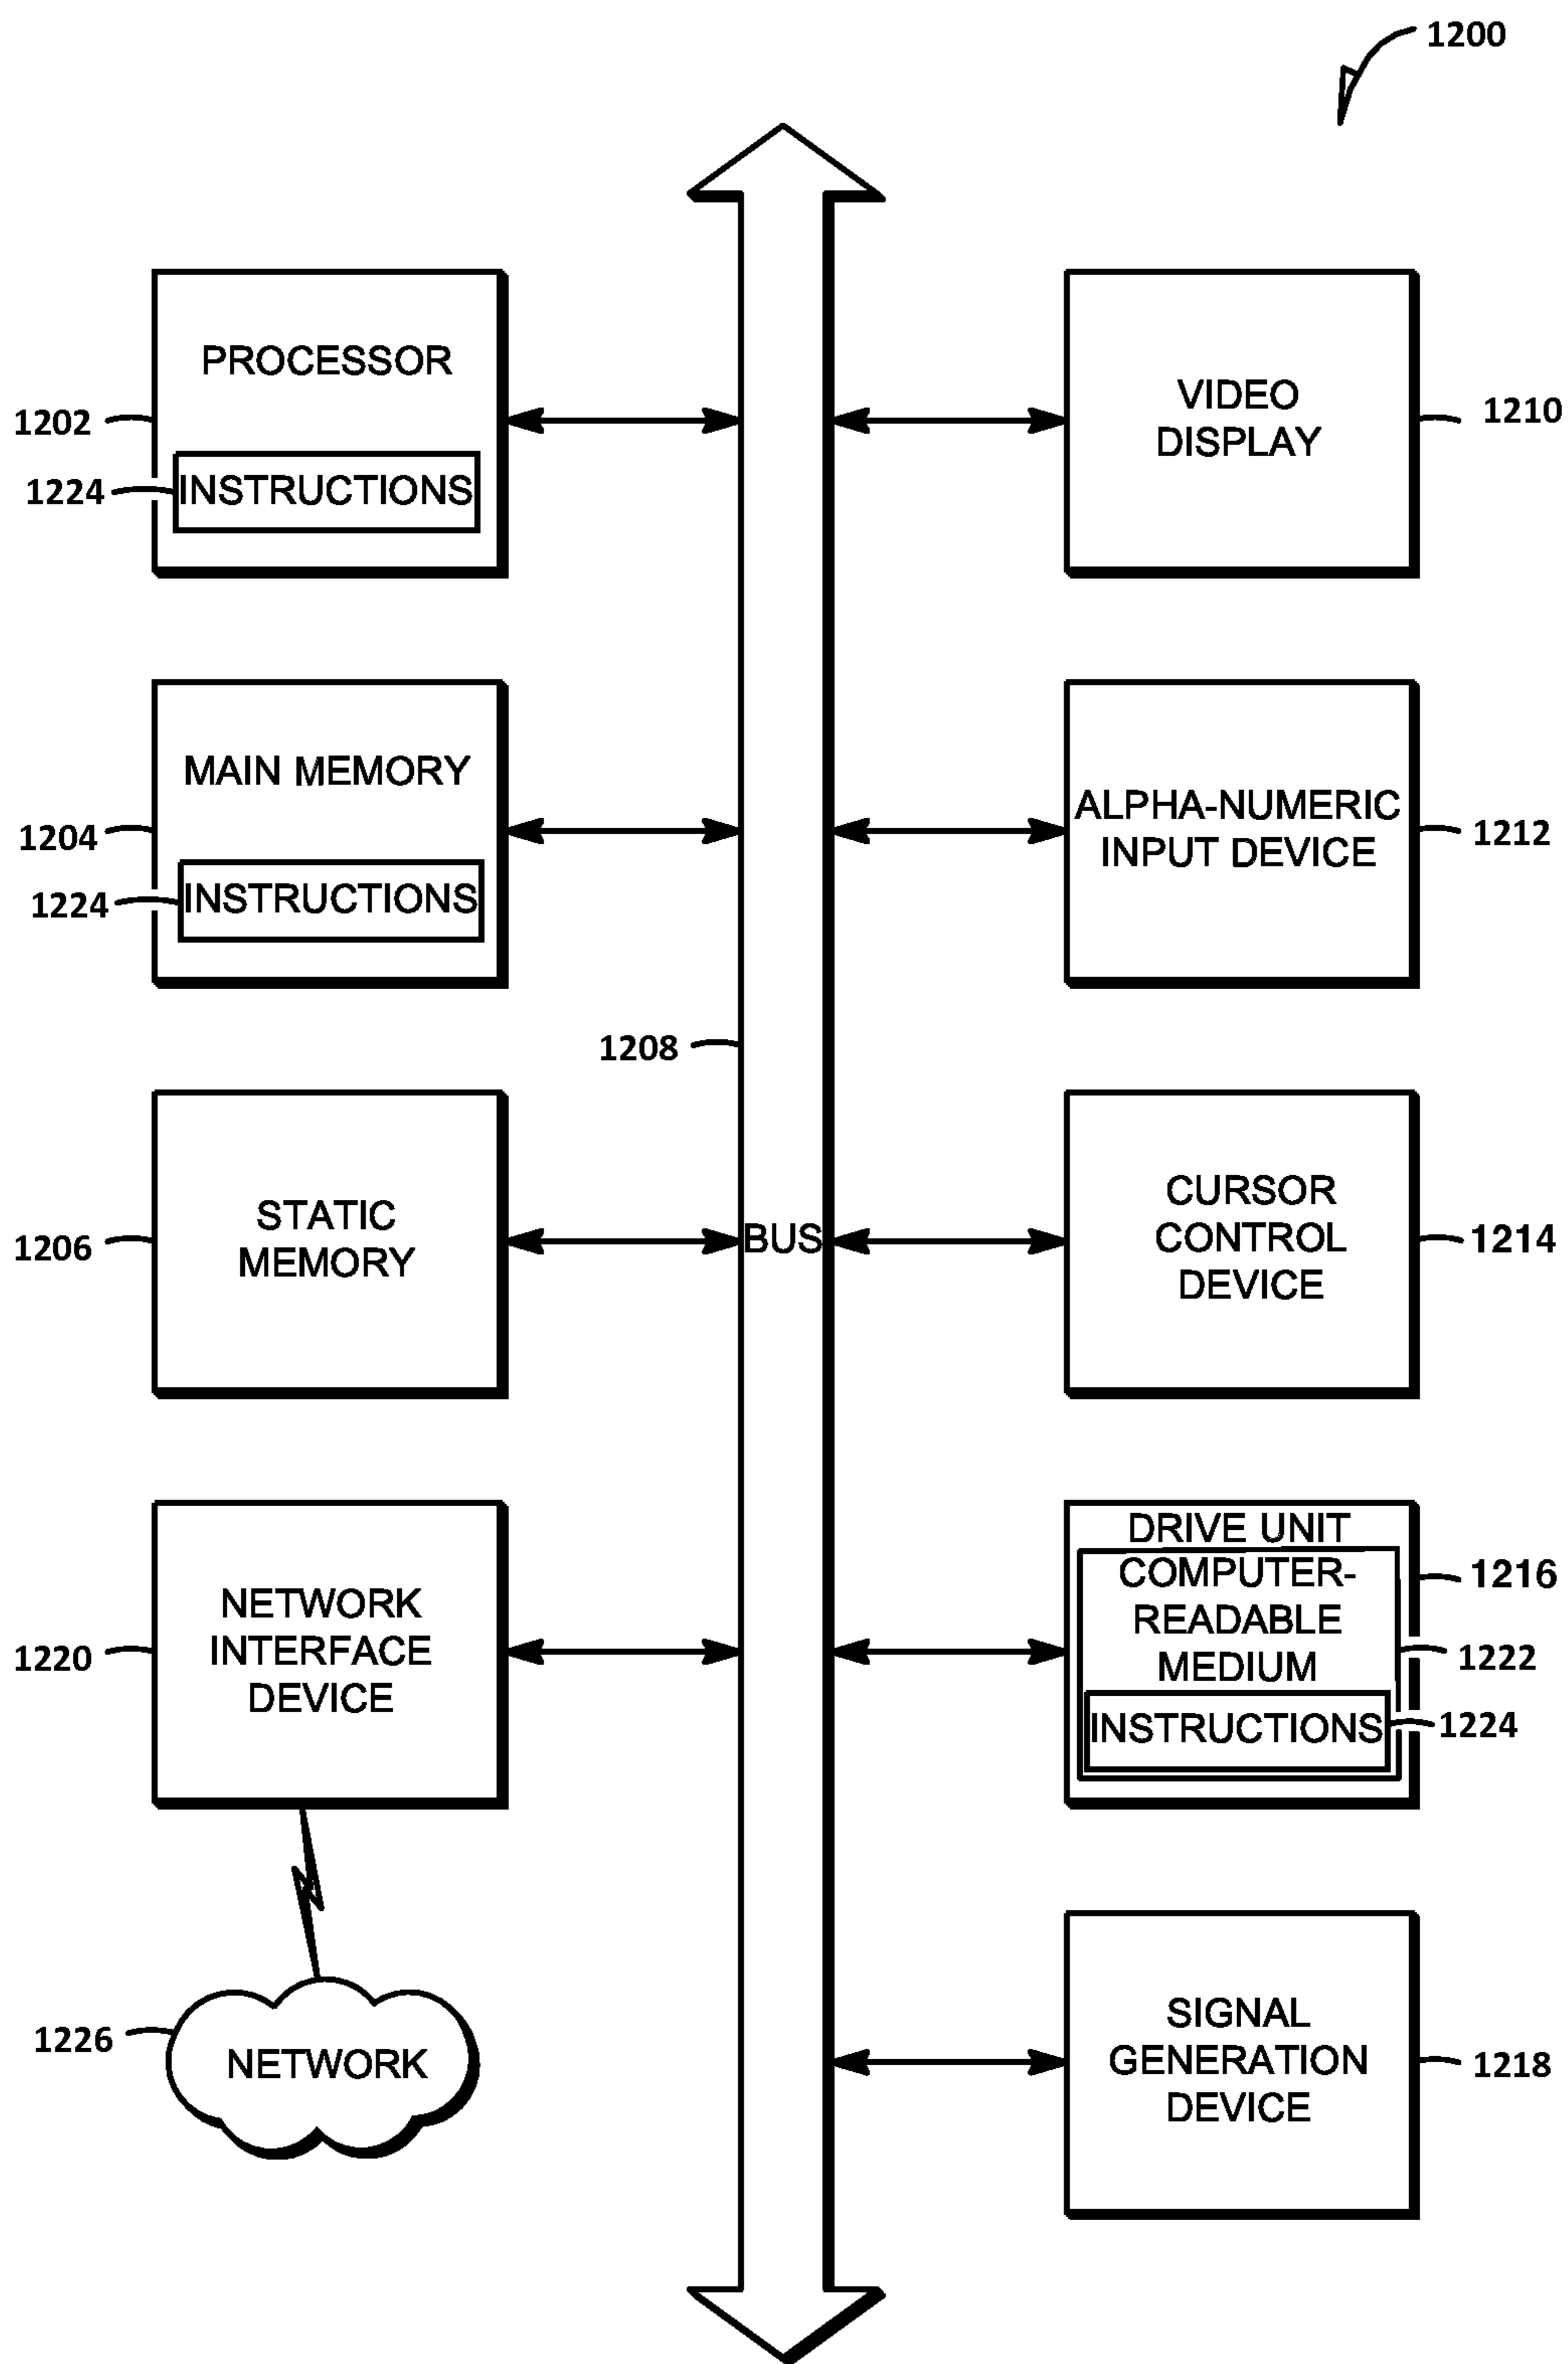 1200
PROCESSOR
1202
1224
INSTRUCTIONS
VIDEO
DISPLAY
1210
MAIN MEMORY
1204
1224
INSTRUCTIONS
ALPHA-NUMERIC
INPUT DEVICE
1212
1208
STATIC
MEMORY
1206
BUS
CURSOR
CONTROL
DEVICE
1214
NETWORK
INTERFACE
DEVICE
1220
DRIVE UNIT
COMPUTER-
READABLE
MEDIUM
INSTRUCTIONS
1216
1222
1224
1226
NETWORK
SIGNAL
GENERATION
DEVICE
1218